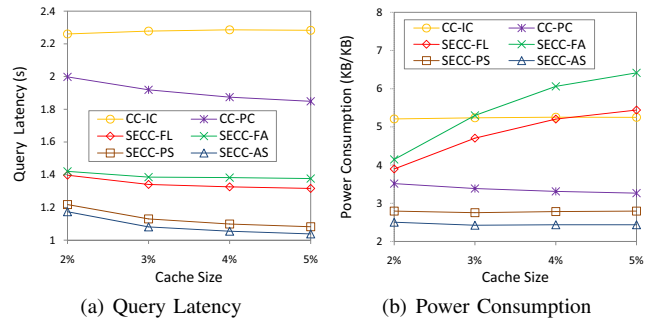 2.4
2.2
2
1.8
1.6
1.4
1.2
1
Query Latency (s)
CC-IC CC-PC
SECC-FL SECC-FA
SECC-PS SECC-AS
2% 3% 4% 5%
Cache Size
(a) Query Latency
8
7
6
5
4
3
2
Power Consumption (KB/KB)
CC-IC CC-PC
SECC-FL SECC-FA
SECC-PS SECC-AS
2% 3% 4% 5%
Cache Size
(b) Power Consumption